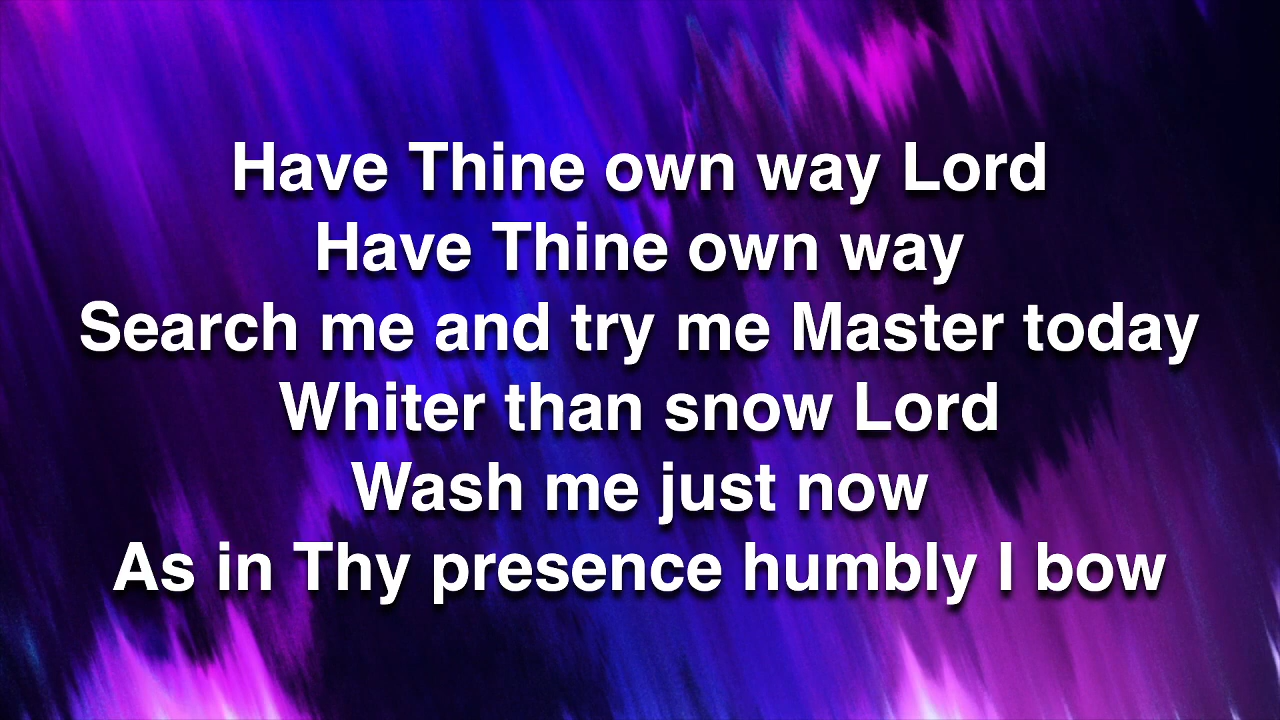 Have Thine own way Lord
Have Thine own way
Search me and try me Master today
Whiter than snow Lord
Wash me just now
As in Thy presence humbly I bow